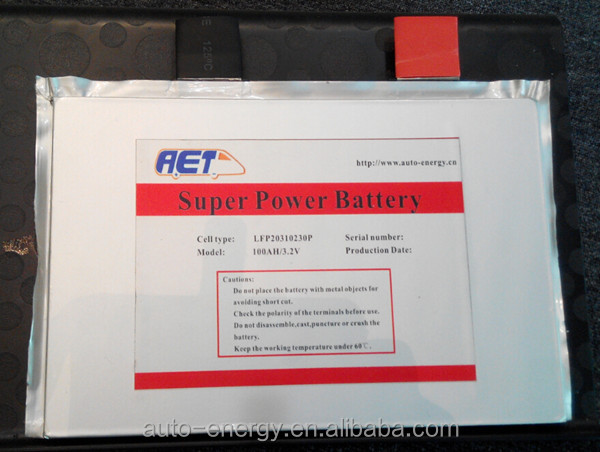 AET
http://www.auto-energy.cn
Super Power Battery
Cell type: LFP20310230P Serial number:
Model: 100AH/3.2V Production Date:
Cautions:
Do not place the battery with metal objects for
avoiding short cut.
Check the polarity of the terminals before use.
Do not disassemble,cast,puncture or crush the
battery.
Keep the working temperature under 60℃.
auto-energy.en.alibaba.com